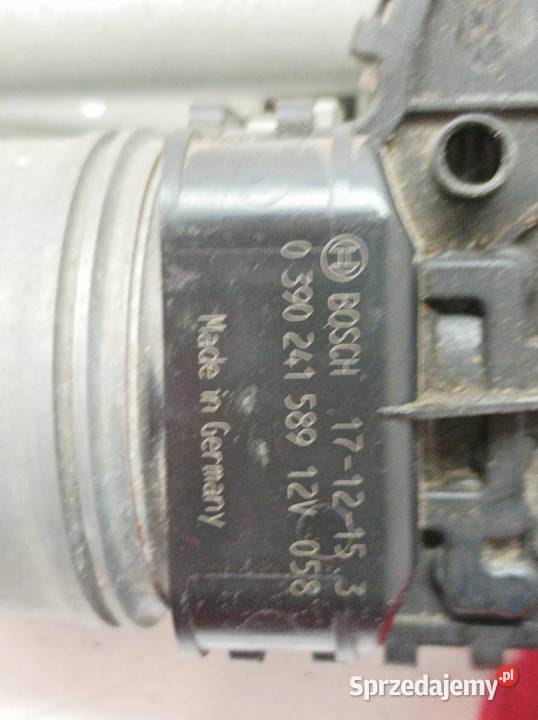 BOSCH 17-12-15.3
0 390 241 589 12V 058
Made in Germany
Sprzedajemy.pl